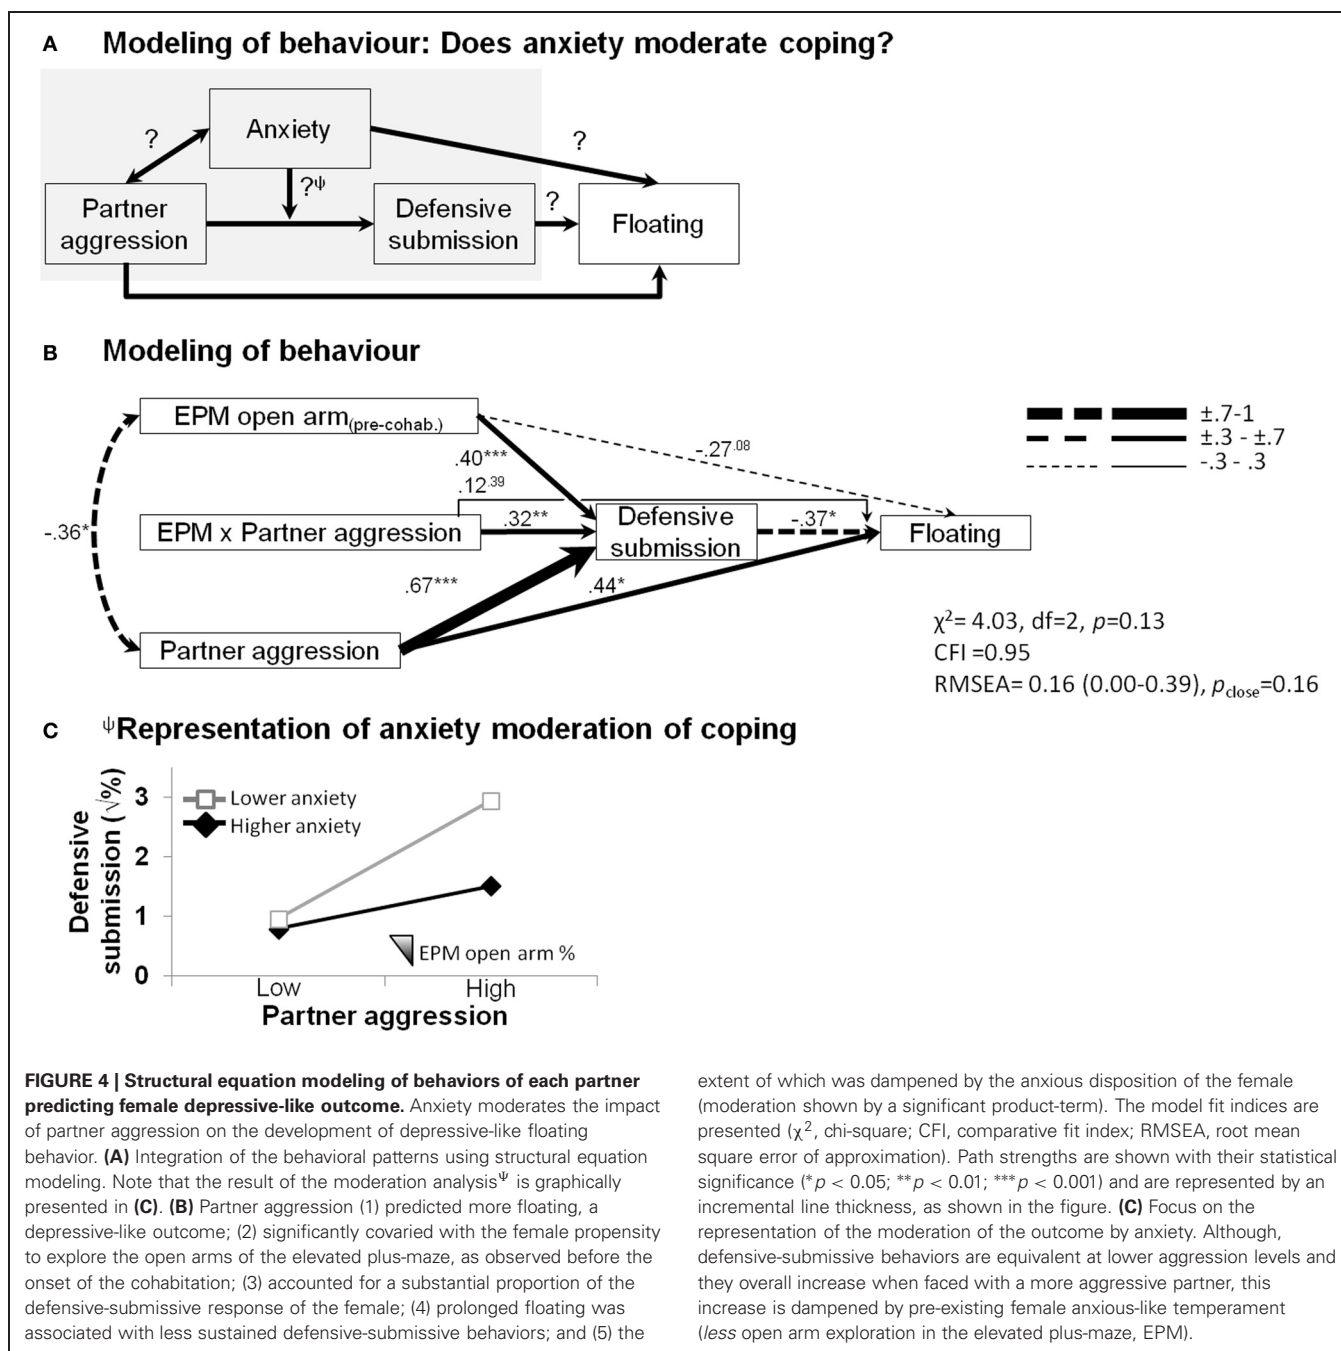 A Modeling of behaviour: Does anxiety moderate coping?
Anxiety
?
?
?ψ
Partner
aggression
Defensive
submission
?
Floating
B Modeling of behaviour
EPM open arm(pre-cohab.)
±.7-1
±.3 - ±.7
-.3 - .3
.40***
-.27.08
.12.39
-.36*
EPM x Partner aggression
.32**
Defensive
submission
-.37*
Floating
.67***
.44*
Partner aggression
χ2= 4.03, df=2, p=0.13
CFI =0.95
RMSEA= 0.16 (0.00-0.39), pclose=0.16
C ψRepresentation of anxiety moderation of coping
Defensive
submission (√%)
3
2
1
0
Lower anxiety
Higher anxiety
EPM open arm %
Low
High
Partner aggression
FIGURE 4 | Structural equation modeling of behaviors of each partner
predicting female depressive-like outcome. Anxiety moderates the impact
of partner aggression on the development of depressive-like floating
behavior. (A) Integration of the behavioral patterns using structural equation
modeling. Note that the result of the moderation analysisΨ is graphically
presented in (C). (B) Partner aggression (1) predicted more floating, a
depressive-like outcome; (2) significantly covaried with the female propensity
to explore the open arms of the elevated plus-maze, as observed before the
onset of the cohabitation; (3) accounted for a substantial proportion of the
defensive-submissive response of the female; (4) prolonged floating was
associated with less sustained defensive-submissive behaviors; and (5) the
extent of which was dampened by the anxious disposition of the female
(moderation shown by a significant product-term). The model fit indices are
presented (χ2, chi-square; CFI, comparative fit index; RMSEA, root mean
square error of approximation). Path strengths are shown with their statistical
significance (*p < 0.05; **p < 0.01; ***p < 0.001) and are represented by an
incremental line thickness, as shown in the figure. (C) Focus on the
representation of the moderation of the outcome by anxiety. Although,
defensive-submissive behaviors are equivalent at lower aggression levels and
they overall increase when faced with a more aggressive partner, this
increase is dampened by pre-existing female anxious-like temperament
(less open arm exploration in the elevated plus-maze, EPM).